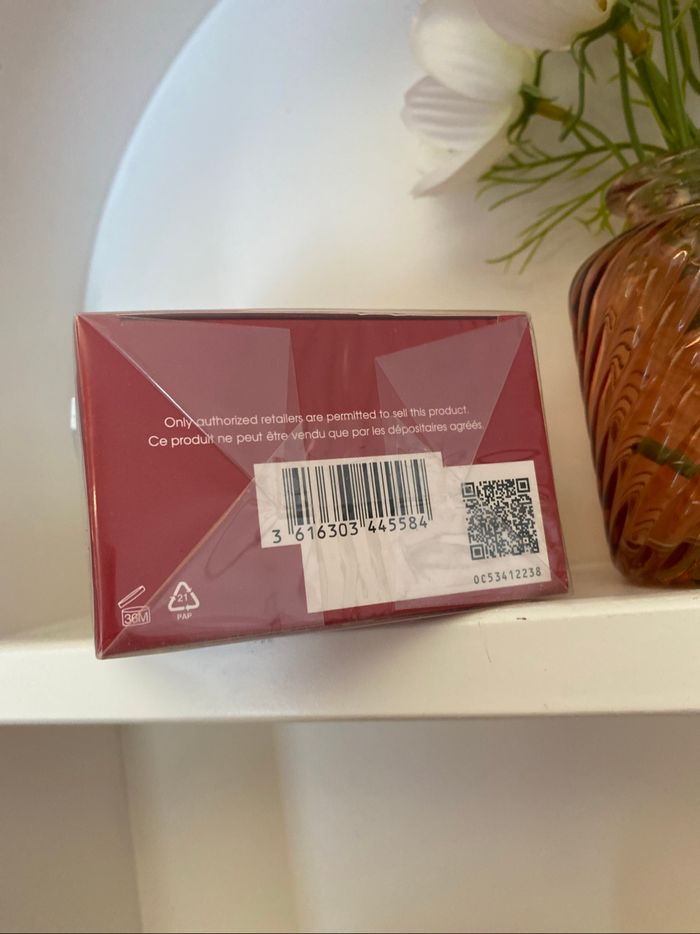 Only authorized retailers are permitted to sell this product.
Ce produit ne peut être vendu que par les dépositaires agréés.
3 616303 445584
0C53412238
36M
21
PAP